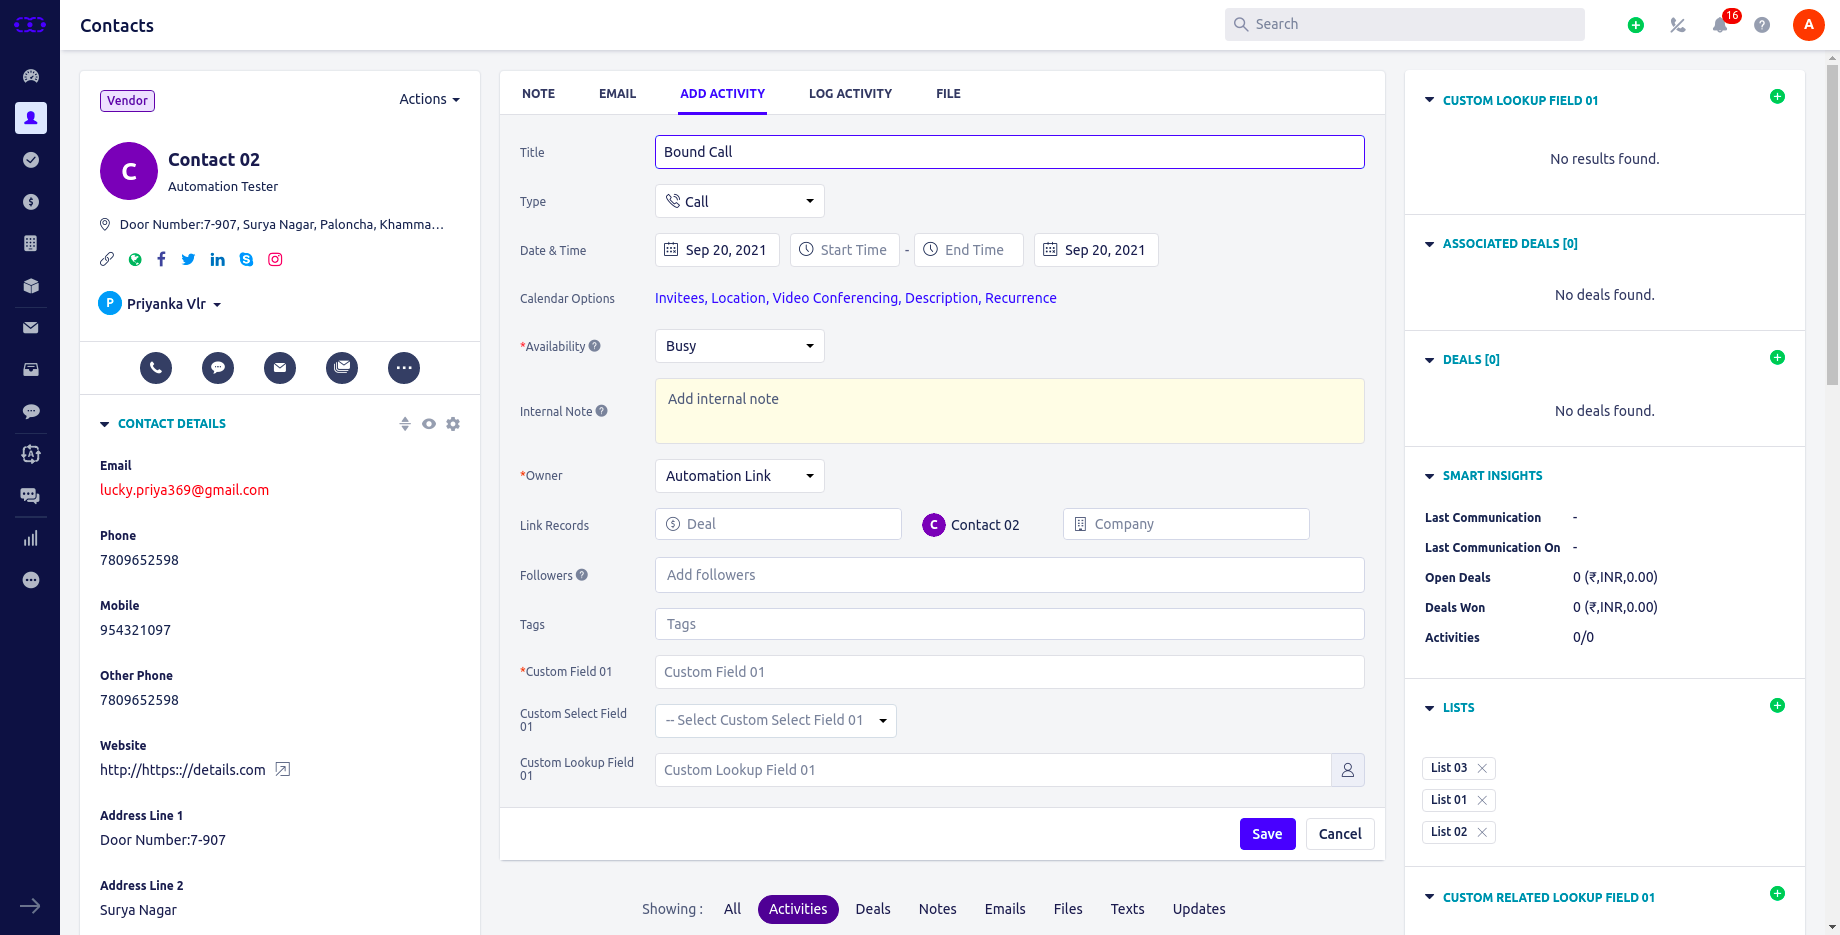 Contacts
Search
16
A
Vendor
Actions
C
Contact 02
Automation Tester
Door Number:7-907, Surya Nagar, Paloncha, Khamma...
P
Priyanka Vlr
CONTACT DETAILS
Email
lucky.priya369@gmail.com
Phone
7809652598
Mobile
954321097
Other Phone
7809652598
Website
http://https:://details.com
Address Line 1
Door Number:7-907
Address Line 2
Surya Nagar
NOTE EMAIL ADD ACTIVITY LOG ACTIVITY FILE
Title Bound Call
Type Call
Date & Time Sep 20, 2021 Start Time - End Time Sep 20, 2021
Calendar Options Invitees, Location, Video Conferencing, Description, Recurrence
*Availability Busy
Internal Note Add internal note
*Owner Automation Link
Link Records Deal C Contact 02 Company
Followers Add followers
Tags Tags
*Custom Field 01 Custom Field 01
Custom Select Field 01 -- Select Custom Select Field 01
Custom Lookup Field 01 Custom Lookup Field 01
Save Cancel
Showing : All Activities Deals Notes Emails Files Texts Updates
CUSTOM LOOKUP FIELD 01
No results found.
ASSOCIATED DEALS [0]
No deals found.
DEALS [0]
No deals found.
SMART INSIGHTS
Last Communication -
Last Communication On -
Open Deals 0 (₹,INR,0.00)
Deals Won 0 (₹,INR,0.00)
Activities 0/0
LISTS
List 03
List 01
List 02
CUSTOM RELATED LOOKUP FIELD 01